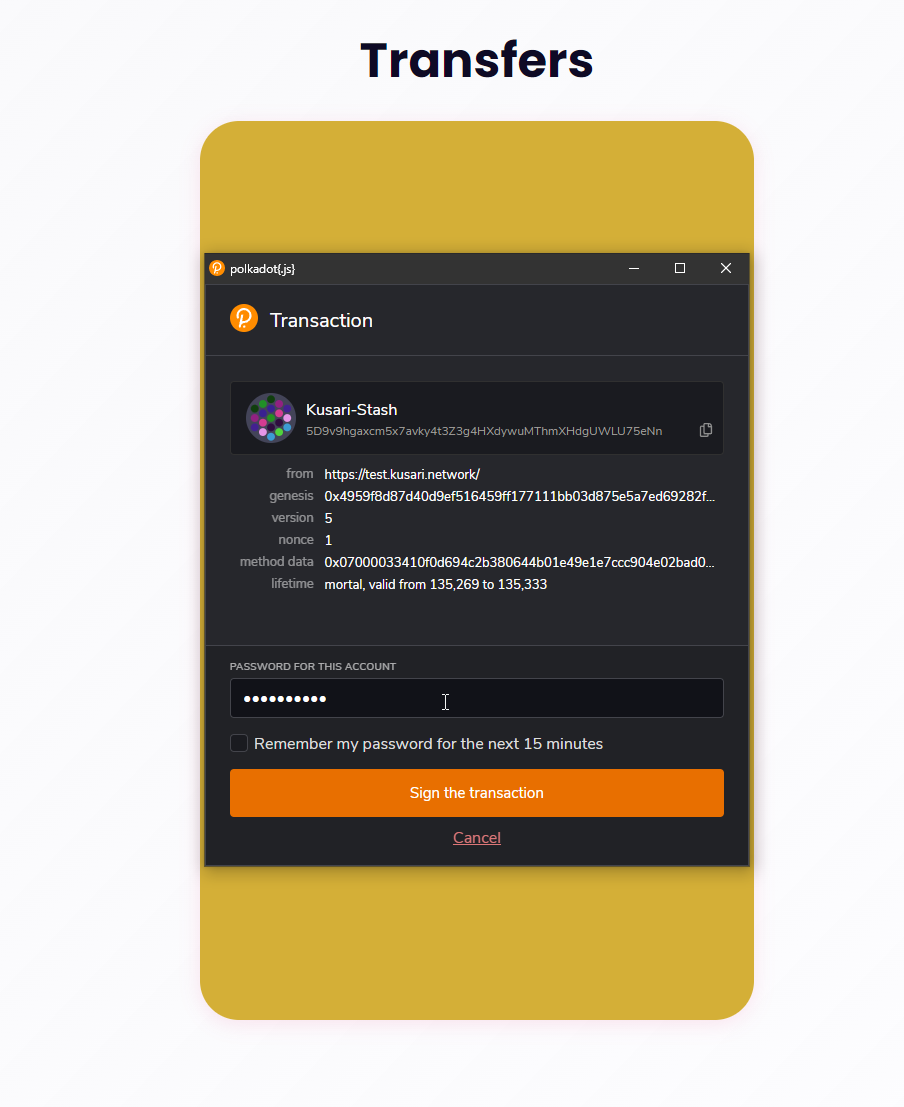 Transfers
polkadot{.js}
Transaction
Kusari-Stash
5D9v9hgaxcm5x7avky4t3Z3g4HXdywuMThmXHdgUWLU75eNn
from https://test.kusari.network/
genesis 0x4959f8d87d40d9ef516459ff177111bb03d875e5a7ed69282f...
version 5
nonce 1
method data 0x07000033410f0d694c2b380644b01e49e1e7ccc904e02bad0...
lifetime mortal, valid from 135,269 to 135,333
PASSWORD FOR THIS ACCOUNT
••••••••••
Remember my password for the next 15 minutes
Sign the transaction
Cancel